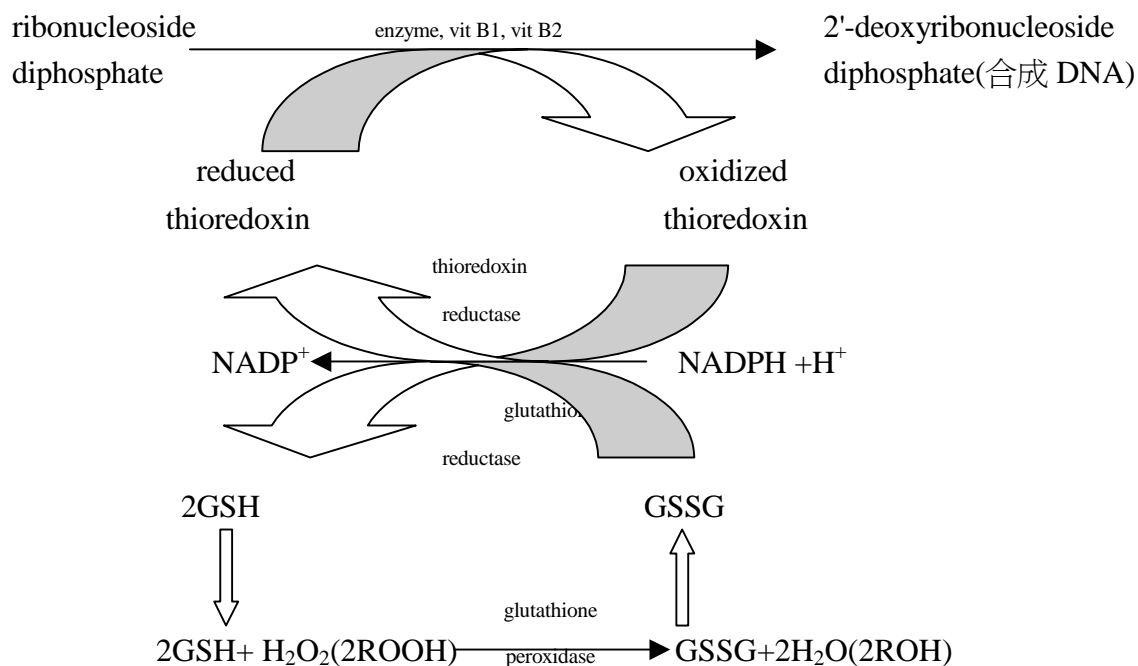 ribonucleoside
diphosphate
enzyme, vit B1, vit B2
2'-deoxyribonucleoside
diphosphate(合成 DNA)
reduced
thioredoxin
oxidized
thioredoxin
thioredoxin
reductase
NADP⁺
NADPH +H⁺
reductase
2GSH
GSSG
glutathione
2GSH+ H₂O₂(2ROOH)
peroxidase
GSSG+2H₂O(2ROH)